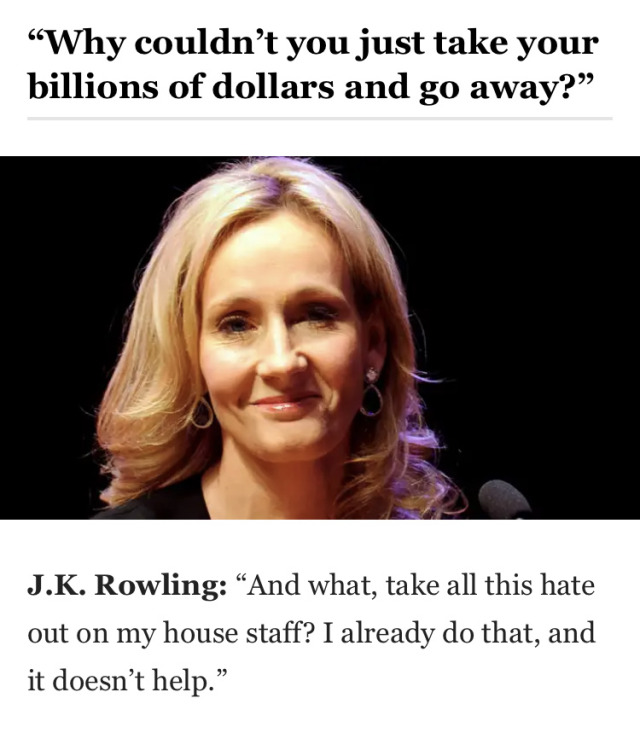 “Why couldn’t you just take your
billions of dollars and go away?”
J.K. Rowling: “And what, take all this hate
out on my house staff? I already do that, and
it doesn’t help.”